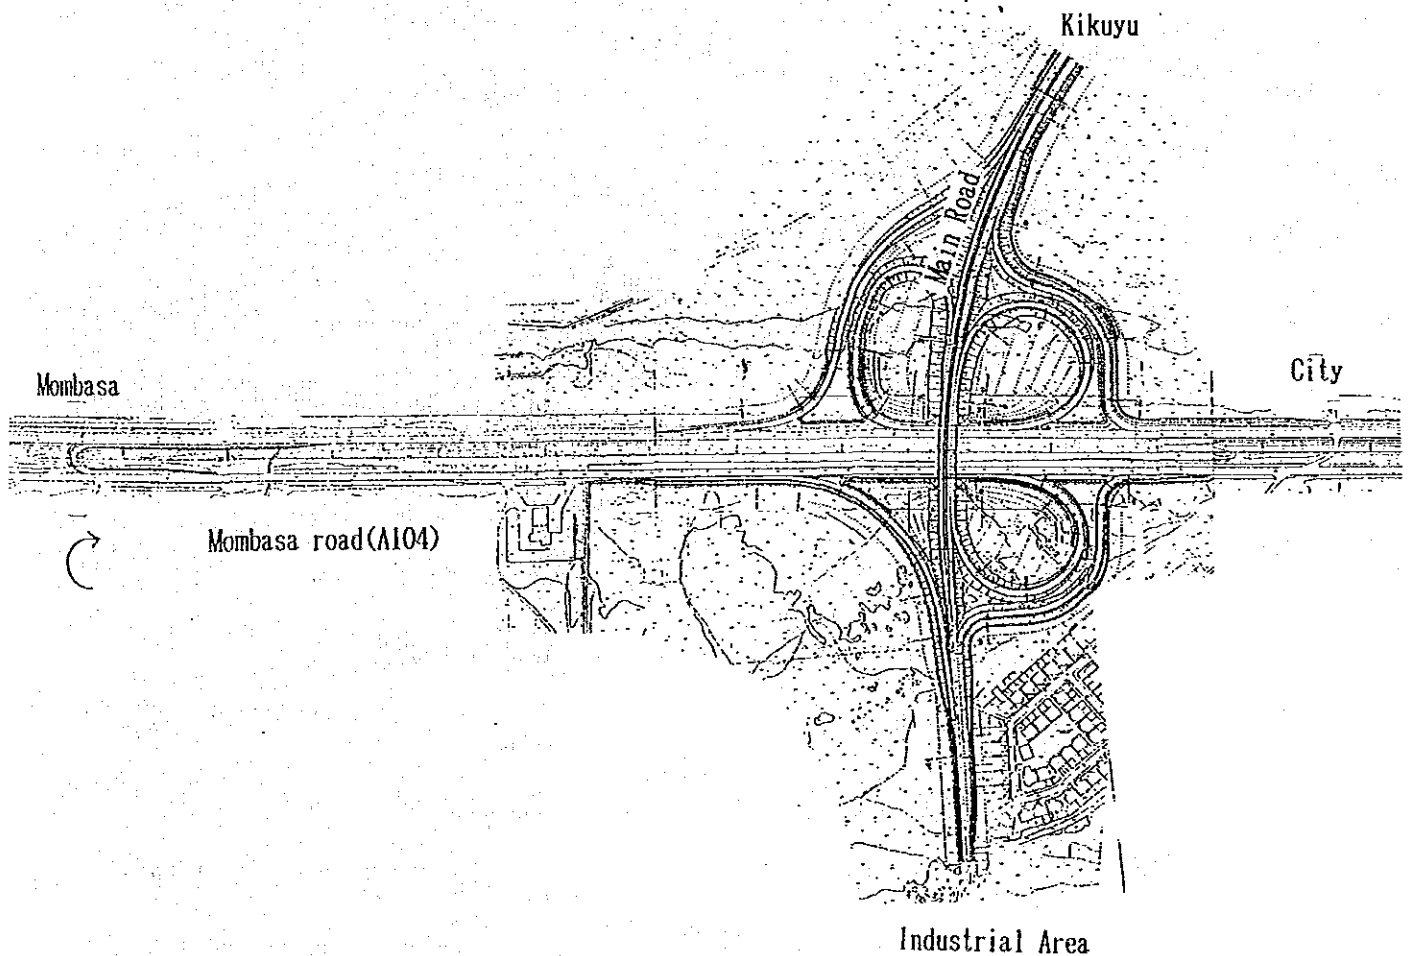 Kikuyu
Main Road
Mombasa
City
Mombasa road(A104)
Industrial Area